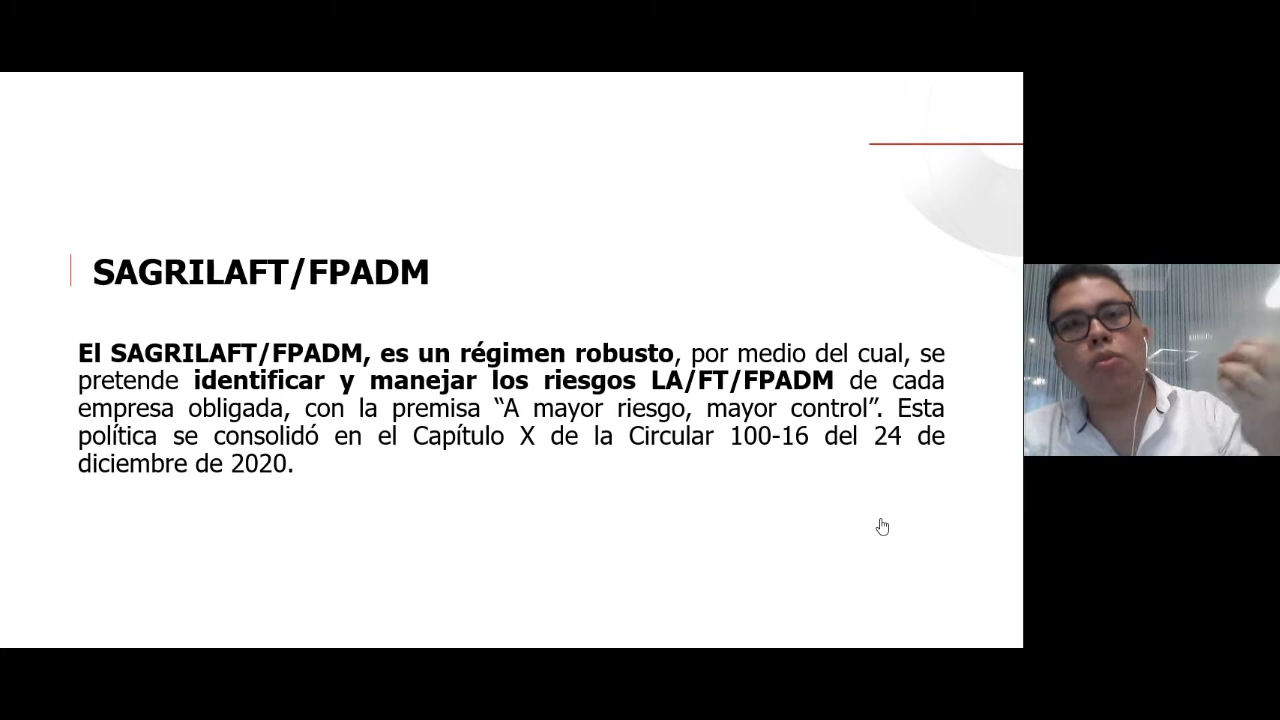 SAGRILAFT/FPADM
El SAGRILAFT/FPADM, es un régimen robusto, por medio del cual, se
pretende identificar y manejar los riesgos LA/FT/FPADM de cada
empresa obligada, con la premisa “A mayor riesgo, mayor control”. Esta
política se consolidó en el Capítulo X de la Circular 100-16 del 24 de
diciembre de 2020.